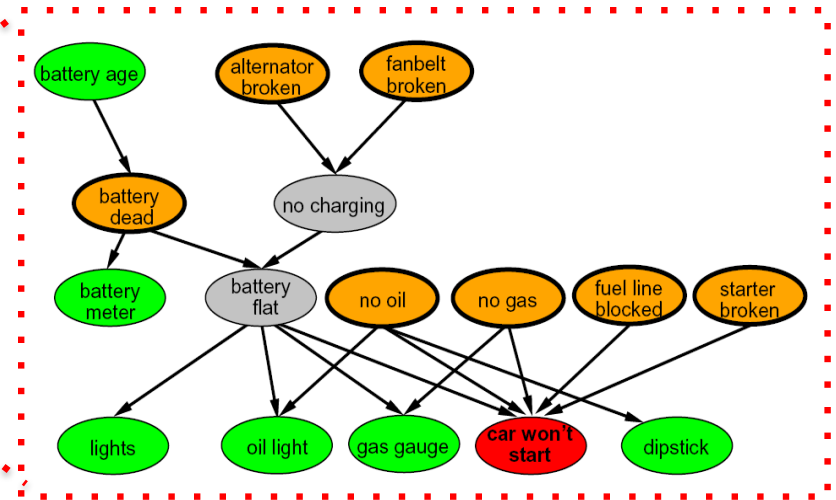 battery age
alternator
broken
fanbelt
broken
battery
dead
no charging
battery
meter
battery
flat
no oil
no gas
fuel line
blocked
starter
broken
lights
oil light
gas gauge
car won't
start
dipstick